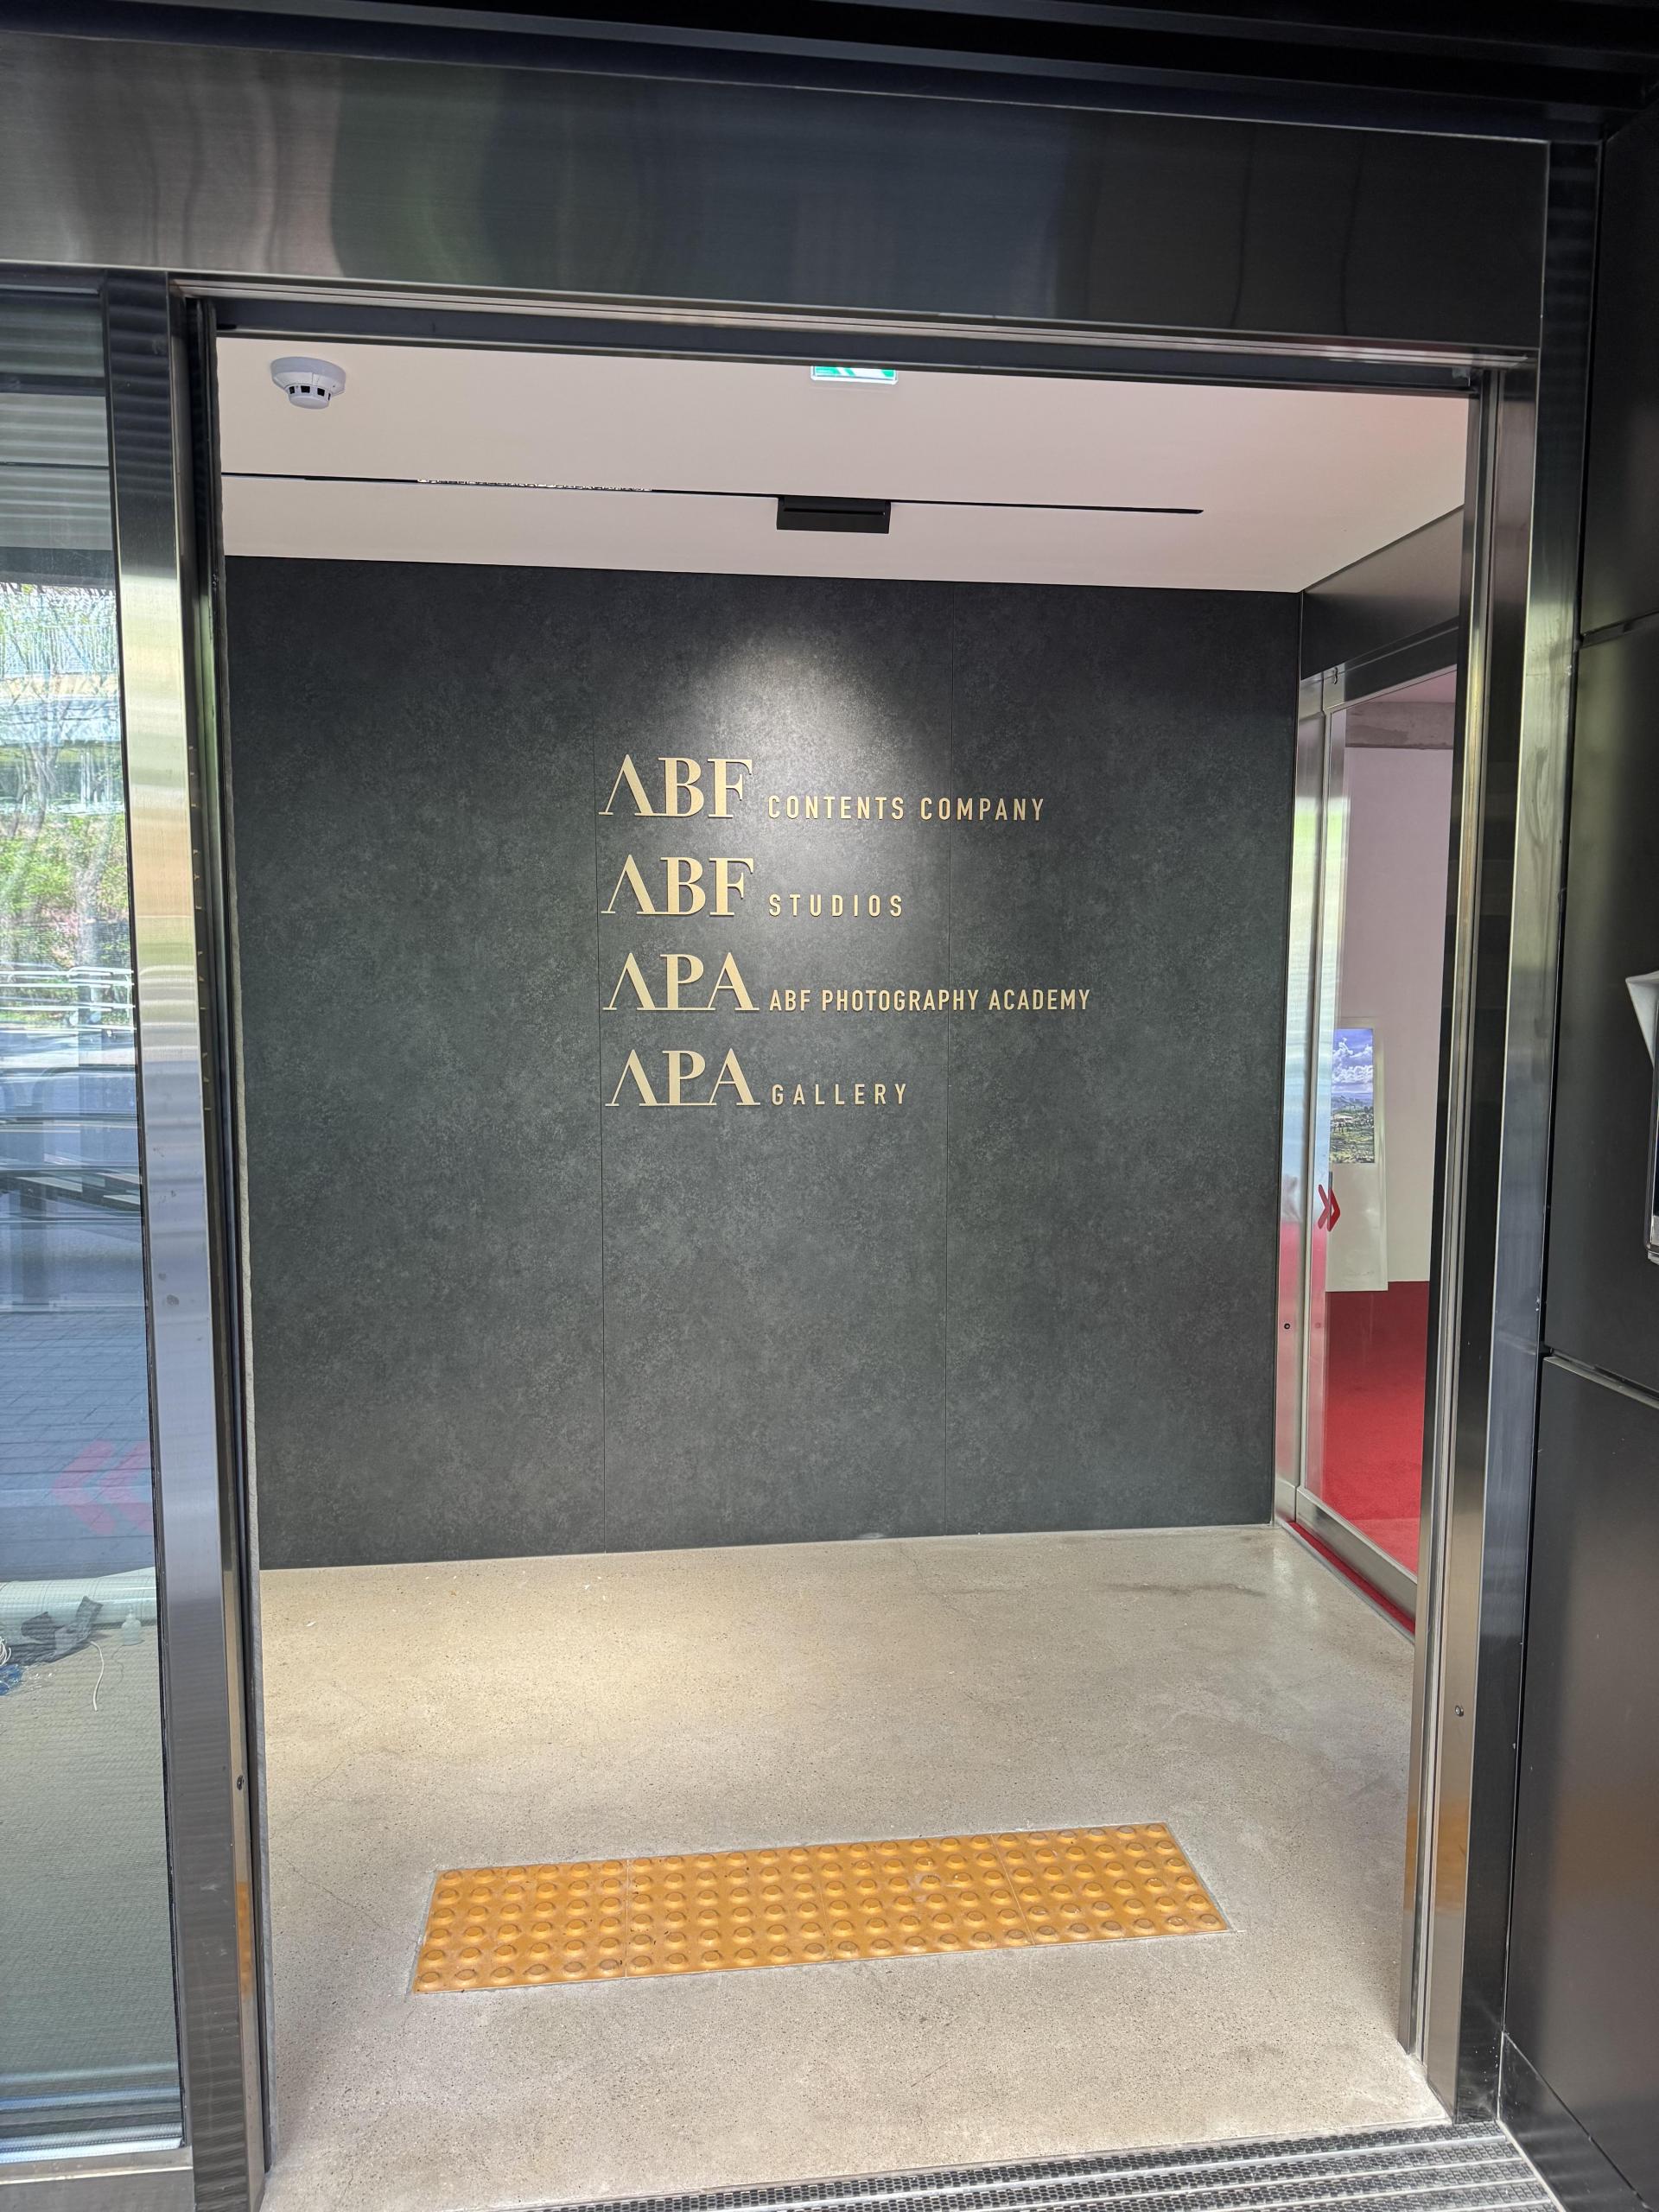 ABF CONTENTS COMPANY
ABF STUDIOS
APA ABF PHOTOGRAPHY ACADEMY
APA GALLERY